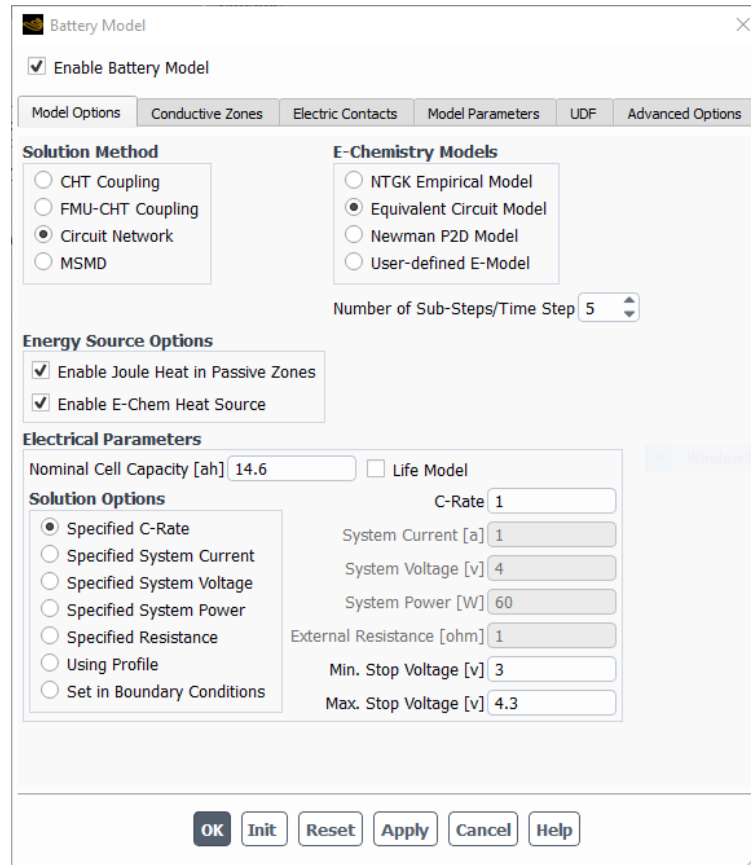 Battery Model
Enable Battery Model
Model Options Conductive Zones Electric Contacts Model Parameters UDF Advanced Options
Solution Method
CHT Coupling
FMU-CHT Coupling
Circuit Network
MSMD
E-Chemistry Models
NTGK Empirical Model
Equivalent Circuit Model
Newman P2D Model
User-defined E-Model
Number of Sub-Steps/Time Step 5
Energy Source Options
Enable Joule Heat in Passive Zones
Enable E-Chem Heat Source
Electrical Parameters
Nominal Cell Capacity [ah] 14.6 Life Model
Solution Options
Specified C-Rate
Specified System Current
Specified System Voltage
Specified System Power
Specified Resistance
Using Profile
Set in Boundary Conditions
C-Rate 1
System Current [a] 1
System Voltage [v] 4
System Power [W] 60
External Resistance [ohm] 1
Min. Stop Voltage [v] 3
Max. Stop Voltage [v] 4.3
Window
OK Init Reset Apply Cancel Help